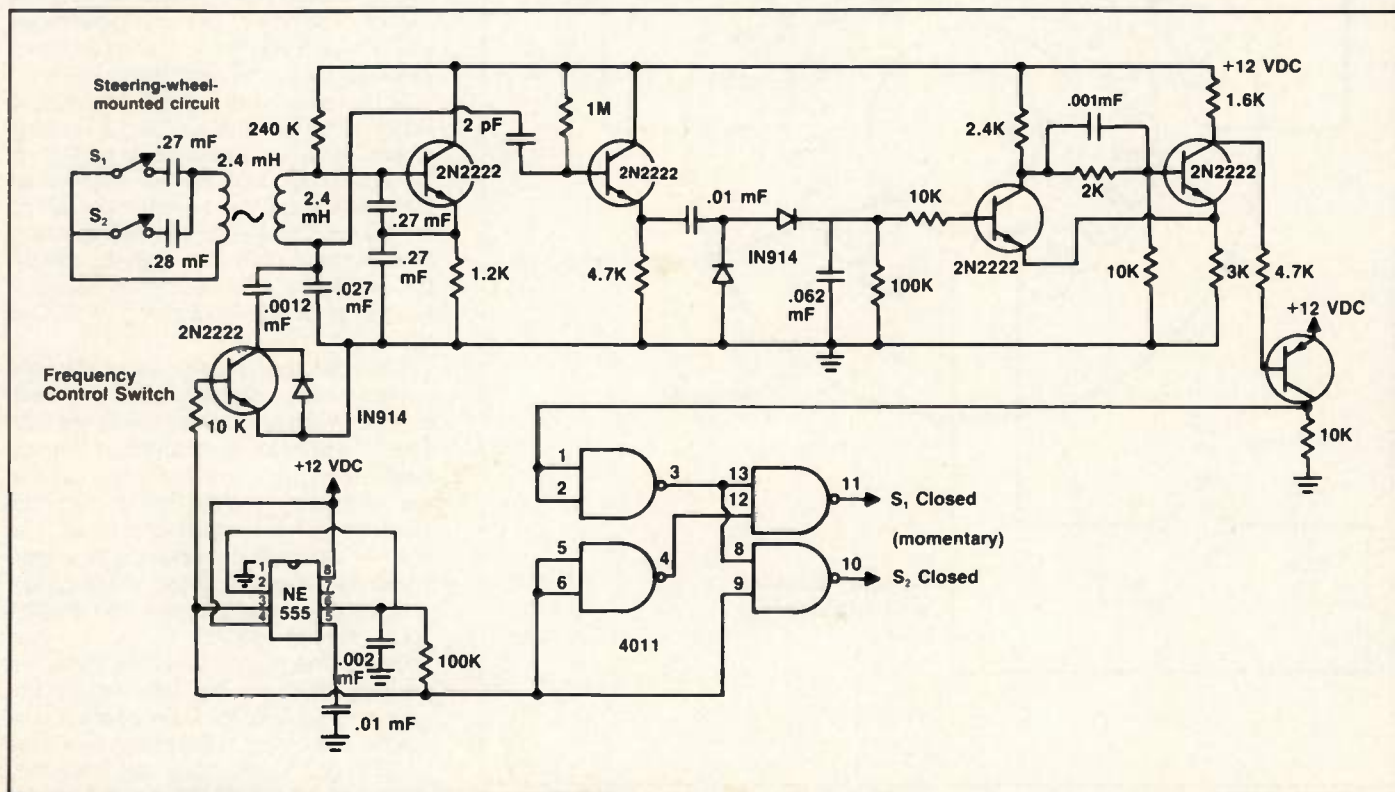 Steering-wheel-
mounted circuit
S₁
.27 mF
2.4 mH
S₂
.28 mF
240 K
2.4
mH
2 pF
2N2222
.27 mF
.27
mF
1.2K
.0012
mF
.027
mF
1M
2N2222
4.7K
.01 mF
IN914
.062
mF
100K
10K
2N2222
2.4K
.001mF
2K
10K
2N2222
+12 VDC
1.6K
3K
4.7K
+12 VDC
10K
2N2222
Frequency
Control Switch
10 K
IN914
+12 VDC
1
2
3
4
NE
555
8
7
6
5
.002
mF
100K
.01 mF
1
2
3
5
6
4
4011
13
12
11
S₁ Closed
(momentary)
8
9
10
S₂ Closed